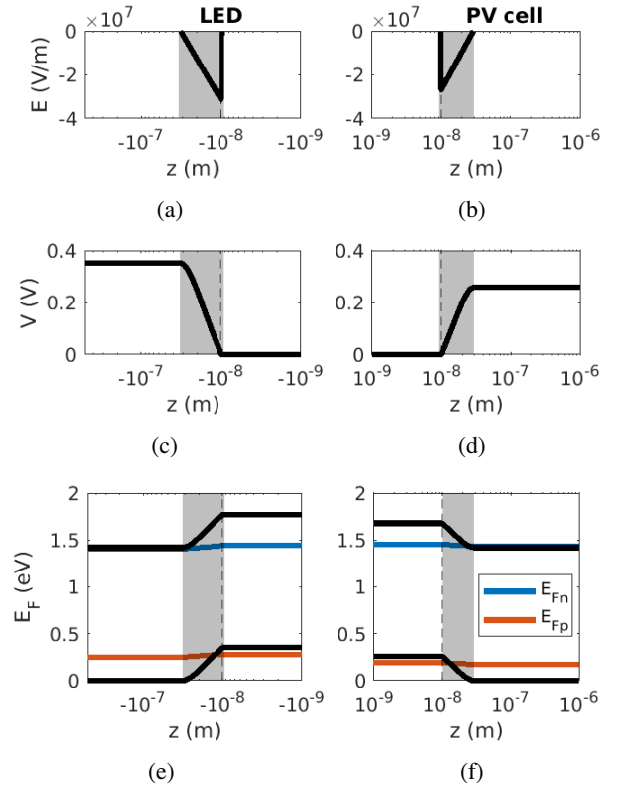 LED
PV cell
×10⁷
×10⁷
0
-2
-4
E (V/m)
-10⁻⁷
-10⁻⁸
-10⁻⁹
z (m)
0
-2
-4
10⁻⁹
10⁻⁸
10⁻⁷
10⁻⁶
z (m)
(a)
(b)
0.4
0.2
0
V (V)
-10⁻⁷
-10⁻⁸
-10⁻⁹
z (m)
0.4
0.2
0
10⁻⁹
10⁻⁸
10⁻⁷
10⁻⁶
z (m)
(c)
(d)
2
1.5
1
0.5
0
E_F (eV)
-10⁻⁷
-10⁻⁸
-10⁻⁹
z (m)
2
1.5
1
0.5
0
E_Fn
E_Fp
10⁻⁹
10⁻⁸
10⁻⁷
10⁻⁶
z (m)
(e)
(f)